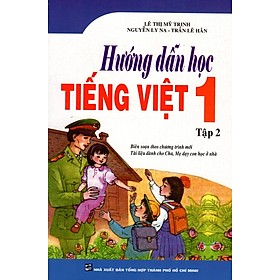 LÊ THỊ MỸ TRINH
NGUYỄN LY NA - TRẦN LÊ HÂN
Hướng dẫn học
TIẾNG VIỆT 1
Tập 2
Biên soạn theo chương trình mới
Tài liệu dành cho Cha, Mẹ dạy con học ở nhà
NHÀ XUẤT BẢN TỔNG HỢP THÀNH PHỐ HỒ CHÍ MINH